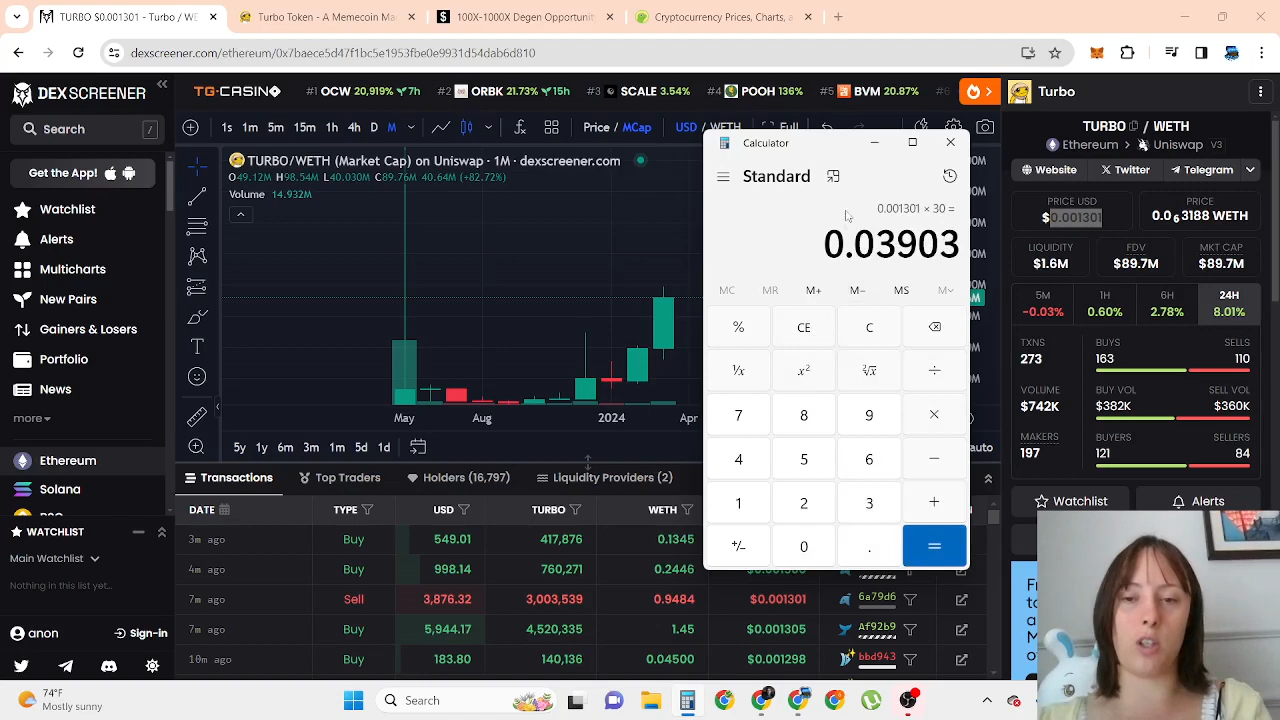 TURBO $0.001301 - Turbo / WE
Turbo Token - A Memecoin Ma
100X-1000X Degen Opportunit
Cryptocurrency Prices, Charts, a
dexscreener.com/ethereum/0x7baece5d47f1bc5e1953fbe0e9931d54dab6d810
DEXSCREENER
TG.CASINO #1 OCW 20,919% 7h #2 ORBK 21.73% 15h #3 SCALE 3.54% #4 POOH 136% #5 BVM 20.87% #6
Turbo
Search /
1s 1m 5m 15m 1h 4h D M Price / MCap USD / WETH Full
TURBO / WETH
Ethereum > Uniswap V3
Get the App!
TURBO/WETH (Market Cap) on Uniswap · 1M · dexscreener.com
O49.12M H98.54M L40.030M C89.76M 40.64M (+82.72%)
Volume 14.932M
Website Twitter Telegram
Calculator
Standard
0.001301 × 30 =
0.03903
MC MR M+ M− MS M
% CE C
¹/x x² ²√x ÷
7 8 9 ×
4 5 6 −
1 2 3 +
+/− 0 . =
PRICE USD
$0.001301
PRICE
0.0₆3188 WETH
LIQUIDITY
$1.6M
FDV
$89.7M
MKT CAP
$89.7M
5M
-0.03%
1H
0.60%
6H
2.78%
24H
8.01%
TXNS
273
BUYS
163
SELLS
110
VOLUME
$742K
BUY VOL
$382K
SELL VOL
$360K
MAKERS
197
BUYERS
121
SELLERS
84
Watchlist Alerts
Watchlist
Alerts
Multicharts
New Pairs
Gainers & Losers
Portfolio
News
more
Ethereum
Solana
WATCHLIST
Main Watchlist
Nothing in this list yet...
anon Sign-in
May Aug 2024 Apr
5y 1y 6m 3m 1m 5d 1d auto
Transactions Top Traders Holders (16,797) Liquidity Providers (2)
DATE TYPE USD TURBO WETH
3m ago Buy 549.01 417,876 0.1345
4m ago Buy 998.14 760,271 0.2446
7m ago Sell 3,876.32 3,003,539 0.9484 $0.001301 6a79d6
7m ago Buy 5,944.17 4,520,335 1.45 $0.001305 Af92b9
10m ago Buy 183.80 140,136 0.04500 $0.001298 bbd943
74°F
Mostly sunny
Search